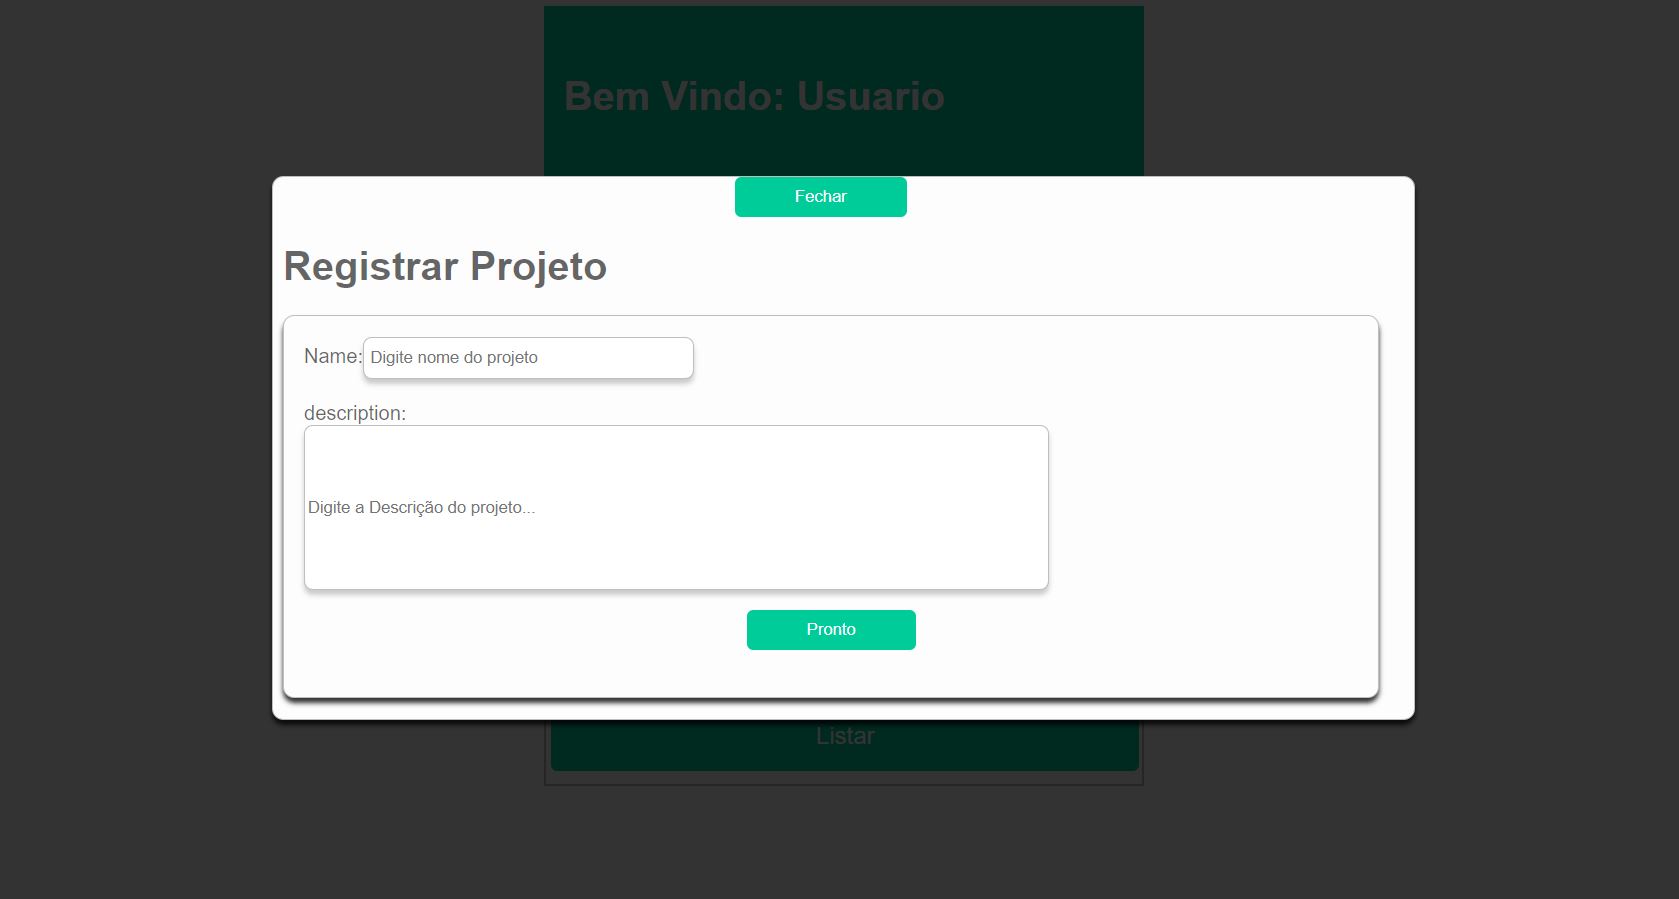 Bem Vindo: Usuario
Fechar
Registrar Projeto
Name: Digite nome do projeto
description:
Digite a Descrição do projeto...
Pronto
Listar